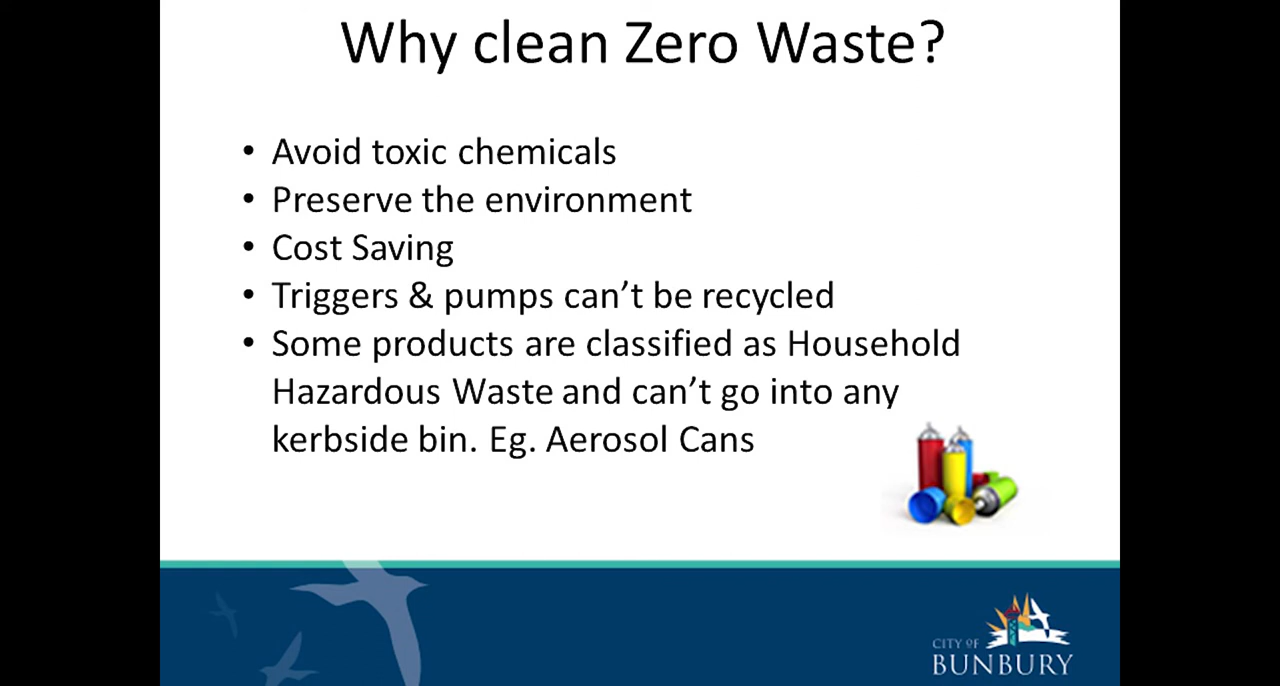 Why clean Zero Waste?
• Avoid toxic chemicals
• Preserve the environment
• Cost Saving
• Triggers & pumps can’t be recycled
• Some products are classified as Household
Hazardous Waste and can’t go into any
kerbside bin. Eg. Aerosol Cans
CITY OF
BUNBURY